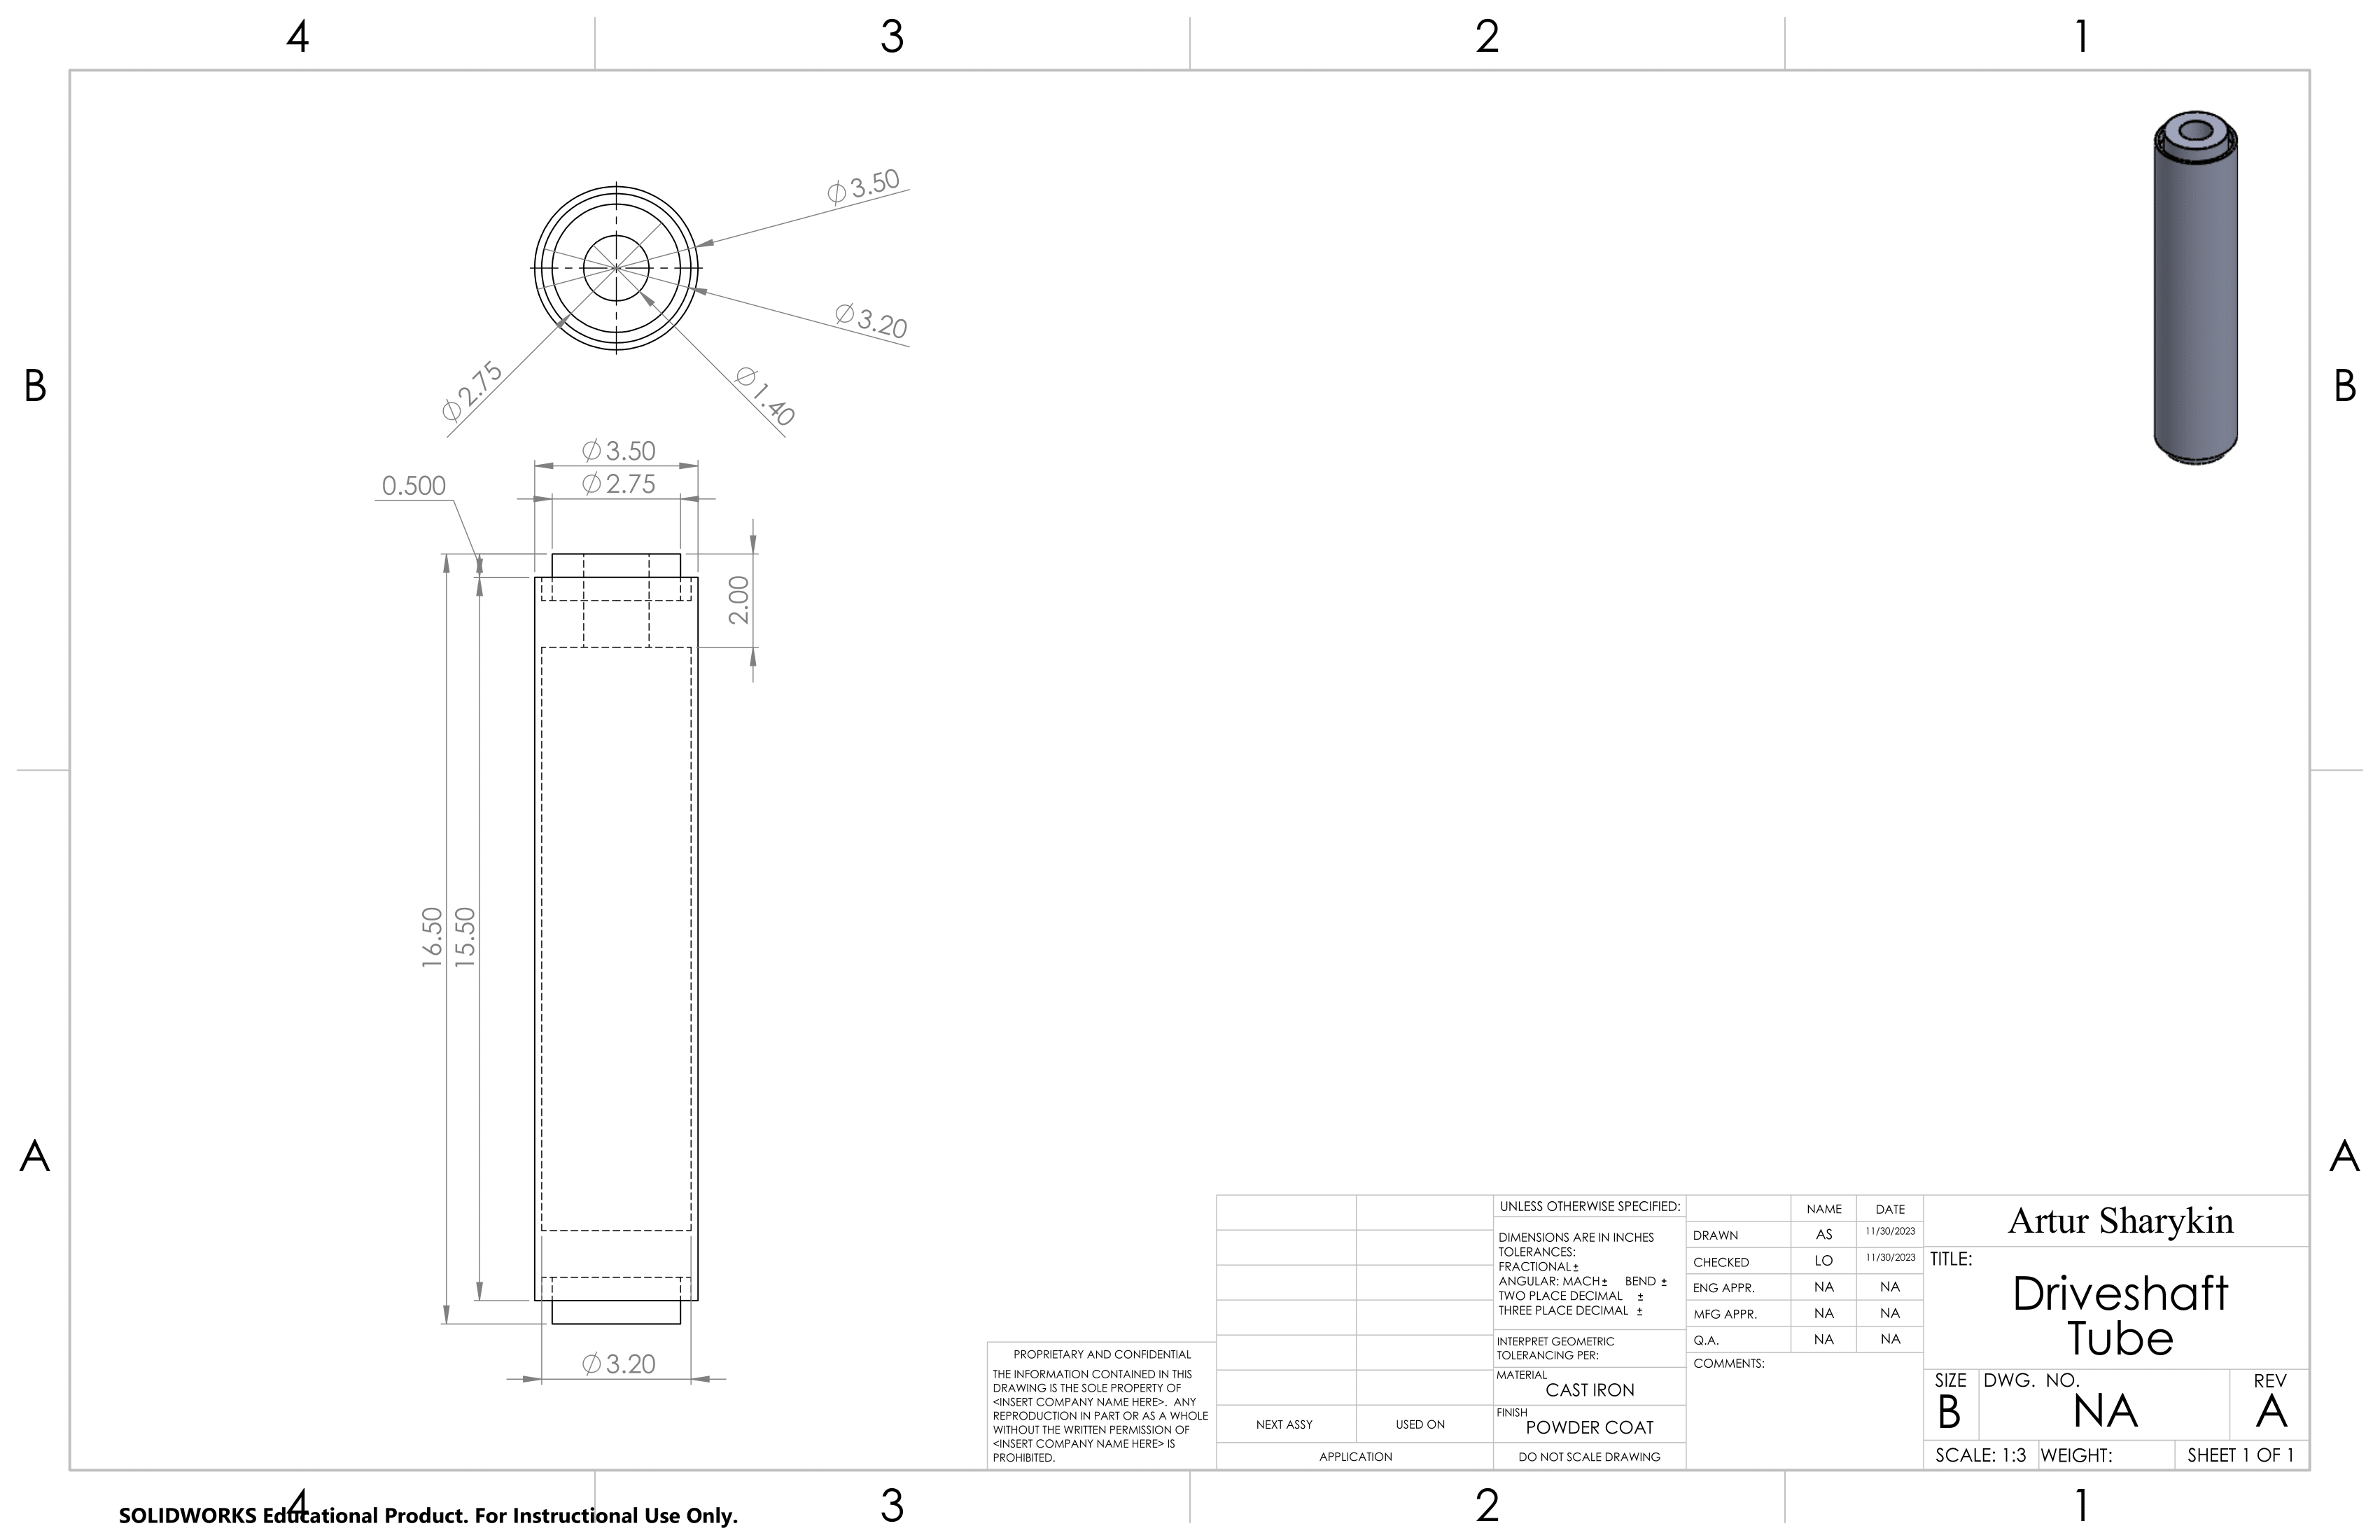 4 3 2 1
B B
A A
⌀3.50
⌀3.20
⌀2.75
⌀1.40
⌀3.50
⌀2.75
0.500
2.00
16.50
15.50
⌀3.20
PROPRIETARY AND CONFIDENTIAL
THE INFORMATION CONTAINED IN THIS
DRAWING IS THE SOLE PROPERTY OF
<INSERT COMPANY NAME HERE>. ANY
REPRODUCTION IN PART OR AS A WHOLE
WITHOUT THE WRITTEN PERMISSION OF
<INSERT COMPANY NAME HERE> IS
PROHIBITED.
NEXT ASSY USED ON
APPLICATION
UNLESS OTHERWISE SPECIFIED:
DIMENSIONS ARE IN INCHES
TOLERANCES:
FRACTIONAL ±
ANGULAR: MACH ± BEND ±
TWO PLACE DECIMAL ±
THREE PLACE DECIMAL ±
INTERPRET GEOMETRIC
TOLERANCING PER:
MATERIAL
CAST IRON
FINISH
POWDER COAT
DO NOT SCALE DRAWING
NAME DATE
DRAWN AS 11/30/2023
CHECKED LO 11/30/2023
ENG APPR. NA NA
MFG APPR. NA NA
Q.A. NA NA
COMMENTS:
Artur Sharykin
TITLE:
Driveshaft
Tube
SIZE DWG. NO. REV
B NA A
SCALE: 1:3 WEIGHT: SHEET 1 OF 1
4 3 2 1
SOLIDWORKS Educational Product. For Instructional Use Only.